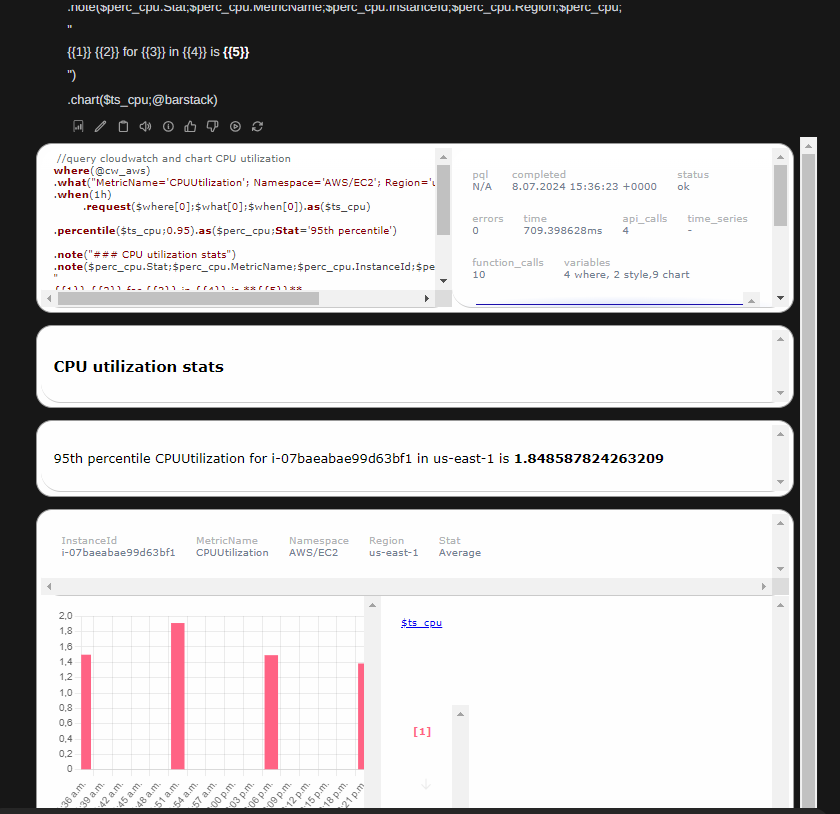 .note($perc_cpu.Stat;$perc_cpu.MetricName;$perc_cpu.InstanceId;$perc_cpu.Region;$perc_cpu;
"
{{1}} {{2}} for {{3}} in {{4}} is {{5}}
")
.chart($ts_cpu;@barstack)
//query cloudwatch and chart CPU utilization
where(@cw_aws)
.what("MetricName='CPUUtilization'; Namespace='AWS/EC2'; Region='u
.when(1h)
.request($where[0];$what[0];$when[0]).as($ts_cpu)
.percentile($ts_cpu;0.95).as($perc_cpu;Stat='95th percentile')
.note("### CPU utilization stats")
.note($perc_cpu.Stat;$perc_cpu.MetricName;$perc_cpu.InstanceId;$pe
"
{{1}} {{2}} for {{3}} in {{4}} is **{{5}}**
pql completed status
N/A 8.07.2024 15:36:23 +0000 ok
errors time api_calls time_series
0 709.398628ms 4 -
function_calls variables
10 4 where, 2 style,9 chart
CPU utilization stats
95th percentile CPUUtilization for i-07baeabae99d63bf1 in us-east-1 is 1.848587824263209
InstanceId MetricName Namespace Region Stat
i-07baeabae99d63bf1 CPUUtilization AWS/EC2 us-east-1 Average
2,0
1,8
1,6
1,4
1,2
1,0
0,8
0,6
0,4
0,2
0
:36 a.m. :39 a.m. :42 a.m. :45 a.m. :48 a.m. :51 a.m. :54 a.m. :57 a.m. :00 p.m. :03 p.m. :06 p.m. :09 p.m. :12 p.m. :15 p.m. :18 p.m. :21 p.m.
$ts_cpu
[1]